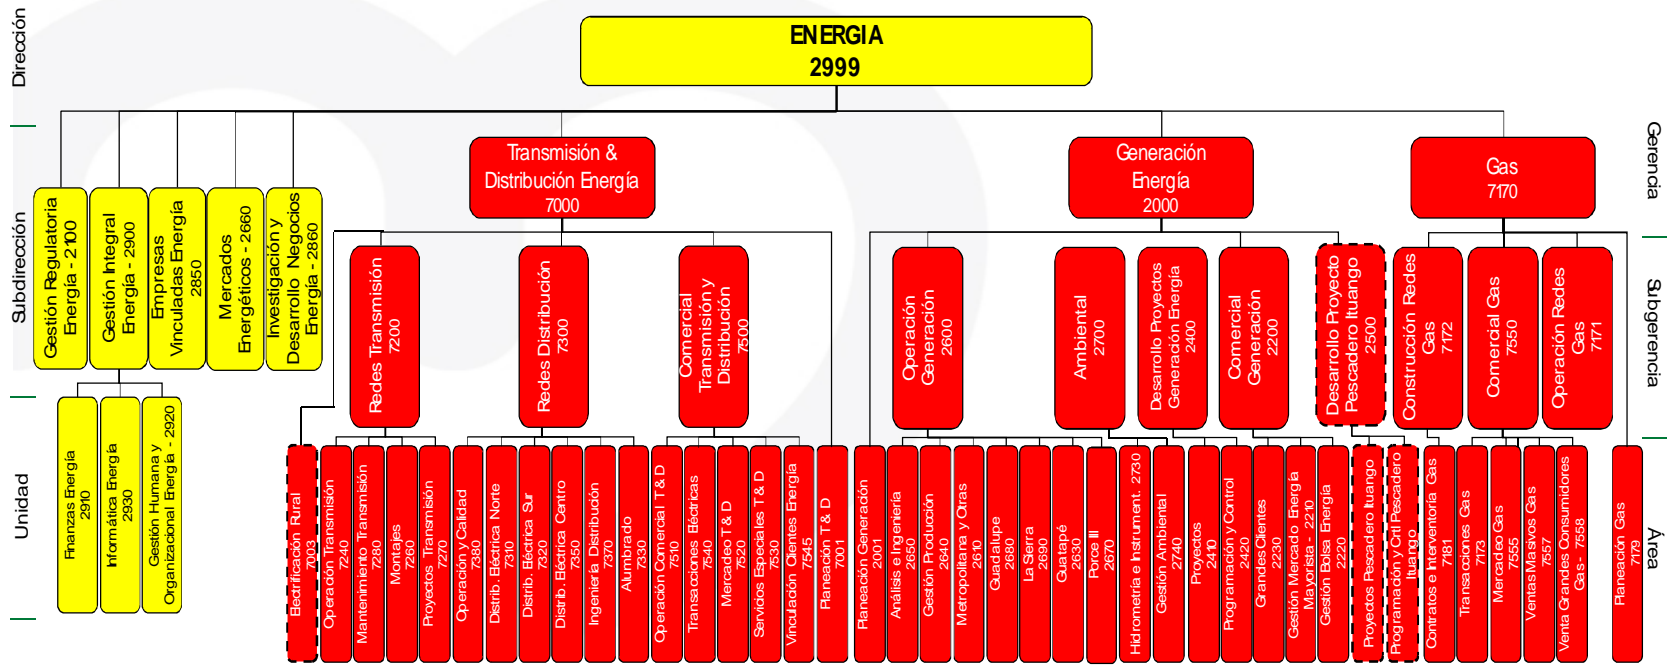 Dirección
Subdirección
Unidad
ENERGIA
2999
Gerencia
Subgerencia
Área
Transmisión &
Distribución Energía
7000
Generación
Energía
2000
Gas
7170
Gestión Regulatoria
Energía - 2100
Gestión Integral
Energía - 2900
Empresas
Vinculadas Energía
2850
Mercados
Energéticos - 2660
Investigación y
Desarrollo Negocios
Energía - 2860
Redes Transmisión
7200
Redes Distribución
7300
Comercial
Transmisión y
Distribución
7500
Operación
Generación
2600
Ambiental
2700
Desarrollo Proyectos
Generación Energía
2400
Comercial
Generación
2200
Desarrollo Proyecto
Pescadero Ituango
2500
Construcción Redes
Gas
7172
Comercial Gas
7550
Operación Redes
Gas
7171
Finanzas Energía
2910
Informática Energía
2930
Gestión Humana y
Organizacional Energía - 2920
Electrificación Rural
7003
Operación Transmisión
7240
Mantenimiento Transmisión
7280
Montajes
7260
Proyectos Transmisión
7270
Operación y Calidad
7380
Distrib. Eléctrica Norte
7310
Distrib. Eléctrica Sur
7320
Distrib. Eléctrica Centro
7350
Ingeniería Distribución
7370
Alumbrado
7330
Operación Comercial T & D
7510
Transacciones Eléctricas
7540
Mercadeo T & D
7520
Servicios Especiales T & D
7530
Vinculación Clientes Energía
7545
Planeación T & D
7001
Planeación Generación
2001
Análisis e Ingeniería
2650
Gestión Producción
2640
Metropolitana y Otras
2610
Guadalupe
2680
La Sierra
2690
Guatapé
2630
Porce III
2670
Hidrometría e Instrument. 2730
Gestión Ambiental
2740
Proyectos
2410
Programación y Control
2420
Grandes Clientes
2230
Gestión Mercado Energía
Mayorista - 2210
Gestión Bolsa Energía
2220
Proyectos Pescadero Ituango
Programación y Crtl Pescadero
Ituango
Contratos e Interventoría Gas
7181
Transacciones Gas
7173
Mercadeo Gas
7555
Ventas Masivos Gas
7557
Venta Grandes Consumidores
Gas - 7558
Planeación Gas
7179